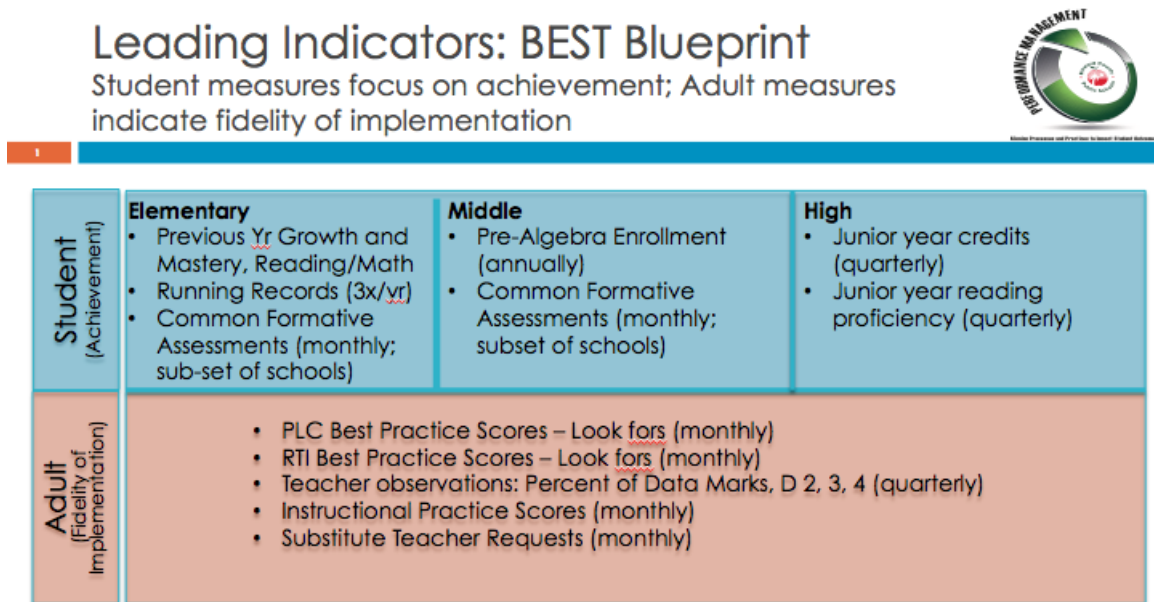 Leading Indicators: BEST Blueprint
Student measures focus on achievement; Adult measures
indicate fidelity of implementation
PERFORMANCE MANAGEMENT
1
Student
(Achievement)
Elementary
• Previous Yr Growth and
Mastery, Reading/Math
• Running Records (3x/yr)
• Common Formative
Assessments (monthly;
sub-set of schools)
Middle
• Pre-Algebra Enrollment
(annually)
• Common Formative
Assessments (monthly;
subset of schools)
High
• Junior year credits
(quarterly)
• Junior year reading
proficiency (quarterly)
Adult
(Fidelity of
Implementation)
• PLC Best Practice Scores – Look fors (monthly)
• RTI Best Practice Scores – Look fors (monthly)
• Teacher observations: Percent of Data Marks, D 2, 3, 4 (quarterly)
• Instructional Practice Scores (monthly)
• Substitute Teacher Requests (monthly)